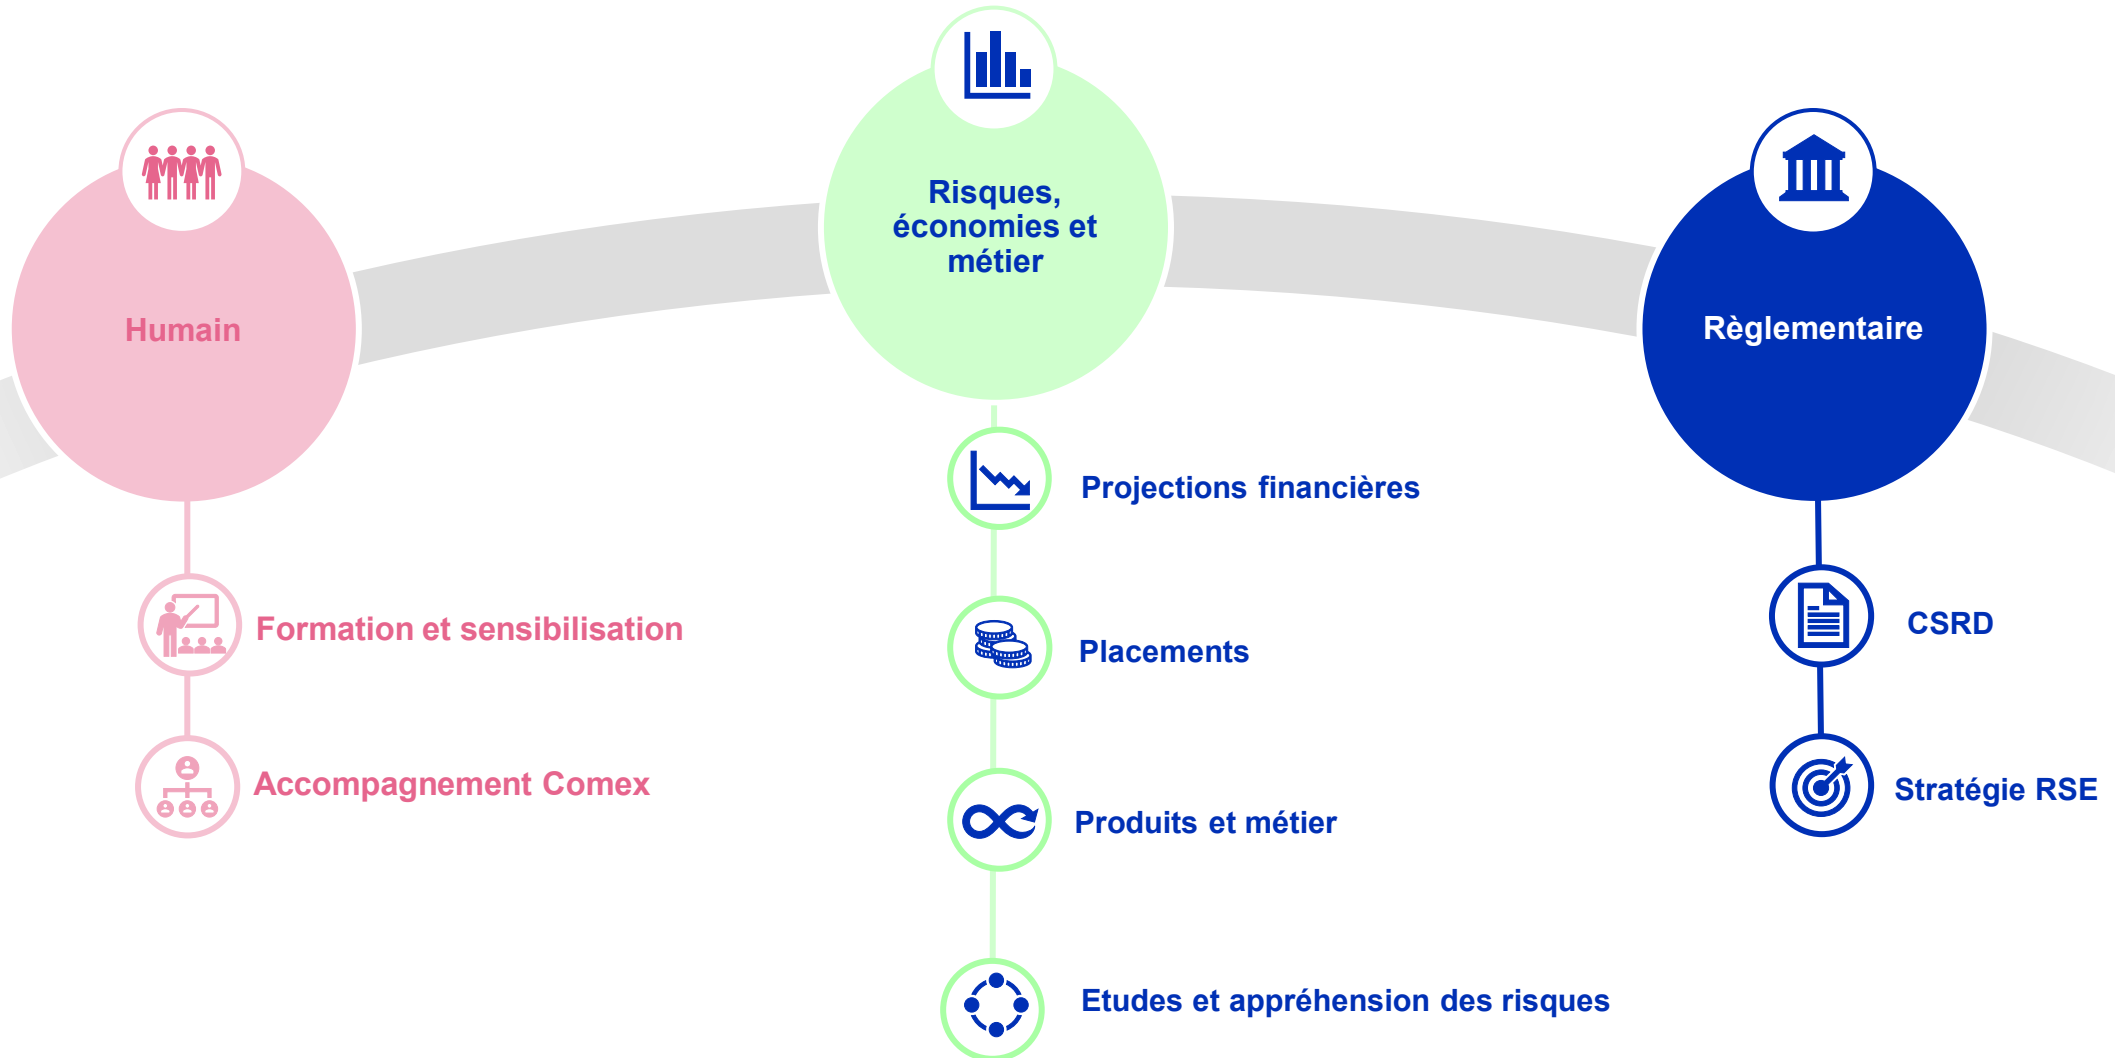 Humain
Formation et sensibilisation
Accompagnement Comex
Risques,
économies et
métier
Projections financières
Placements
Produits et métier
Etudes et appréhension des risques
Règlementaire
CSRD
Stratégie RSE